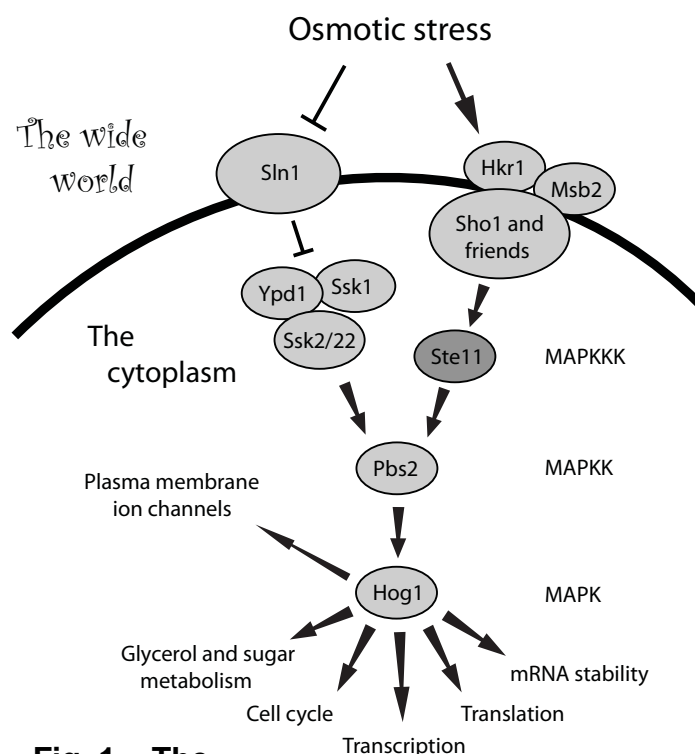 Osmotic stress
The wide
world
Sln1
Hkr1
Msb2
Sho1 and
friends
Ypd1
Ssk1
Ssk2/22
The
cytoplasm
Ste11
MAPKKK
Pbs2
MAPKK
Plasma membrane
ion channels
Hog1
MAPK
Glycerol and sugar
metabolism
mRNA stability
Cell cycle
Translation
Transcription
Fig. 1 The